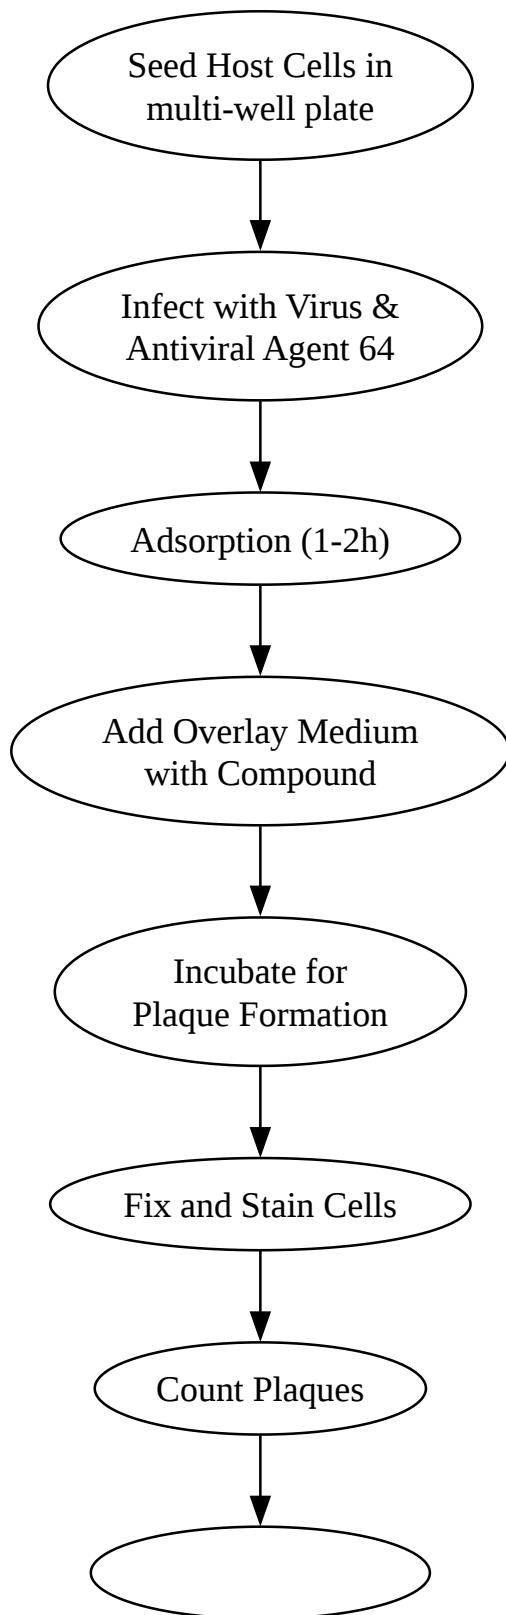 Seed Host Cells in
multi-well plate
Infect with Virus &
Antiviral Agent 64
Adsorption (1-2h)
Add Overlay Medium
with Compound
Incubate for
Plaque Formation
Fix and Stain Cells
Count Plaques